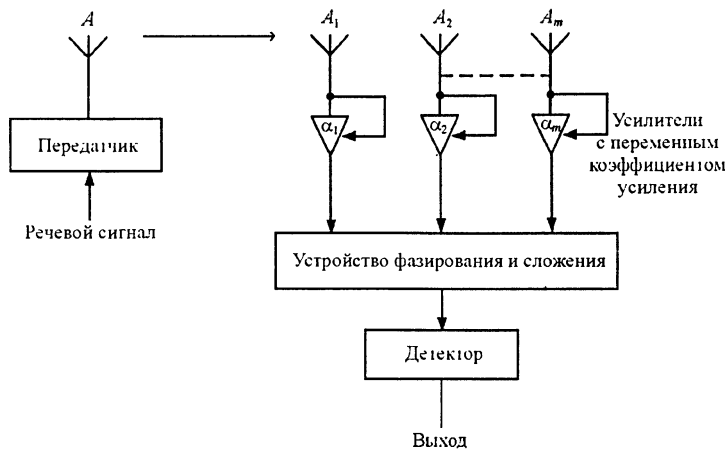 A
A₁
A₂
Aₘ
α₁
α₂
αₘ
Усилители
с переменным
коэффициентом
усиления
Передатчик
Речевой сигнал
Устройство фазирования и сложения
Детектор
Выход